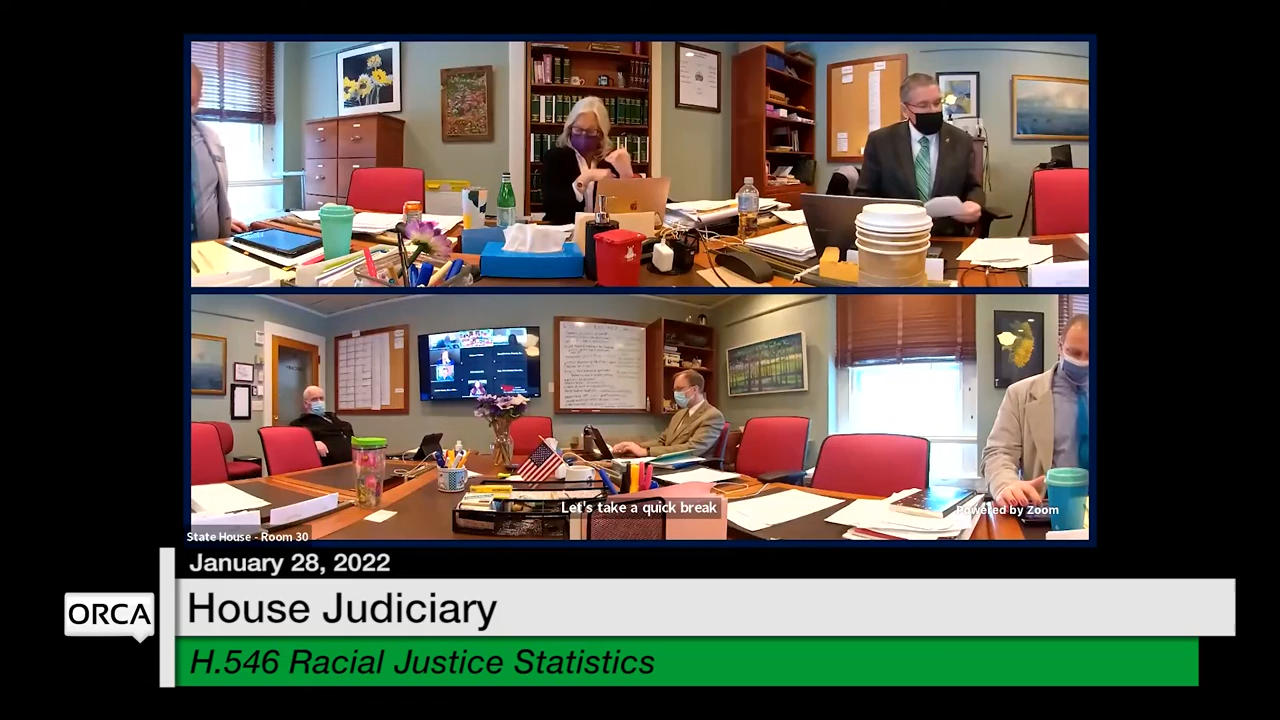 Let's take a quick break
Powered by Zoom
State House - Room 30
January 28, 2022
ORCA
House Judiciary
H.546 Racial Justice Statistics